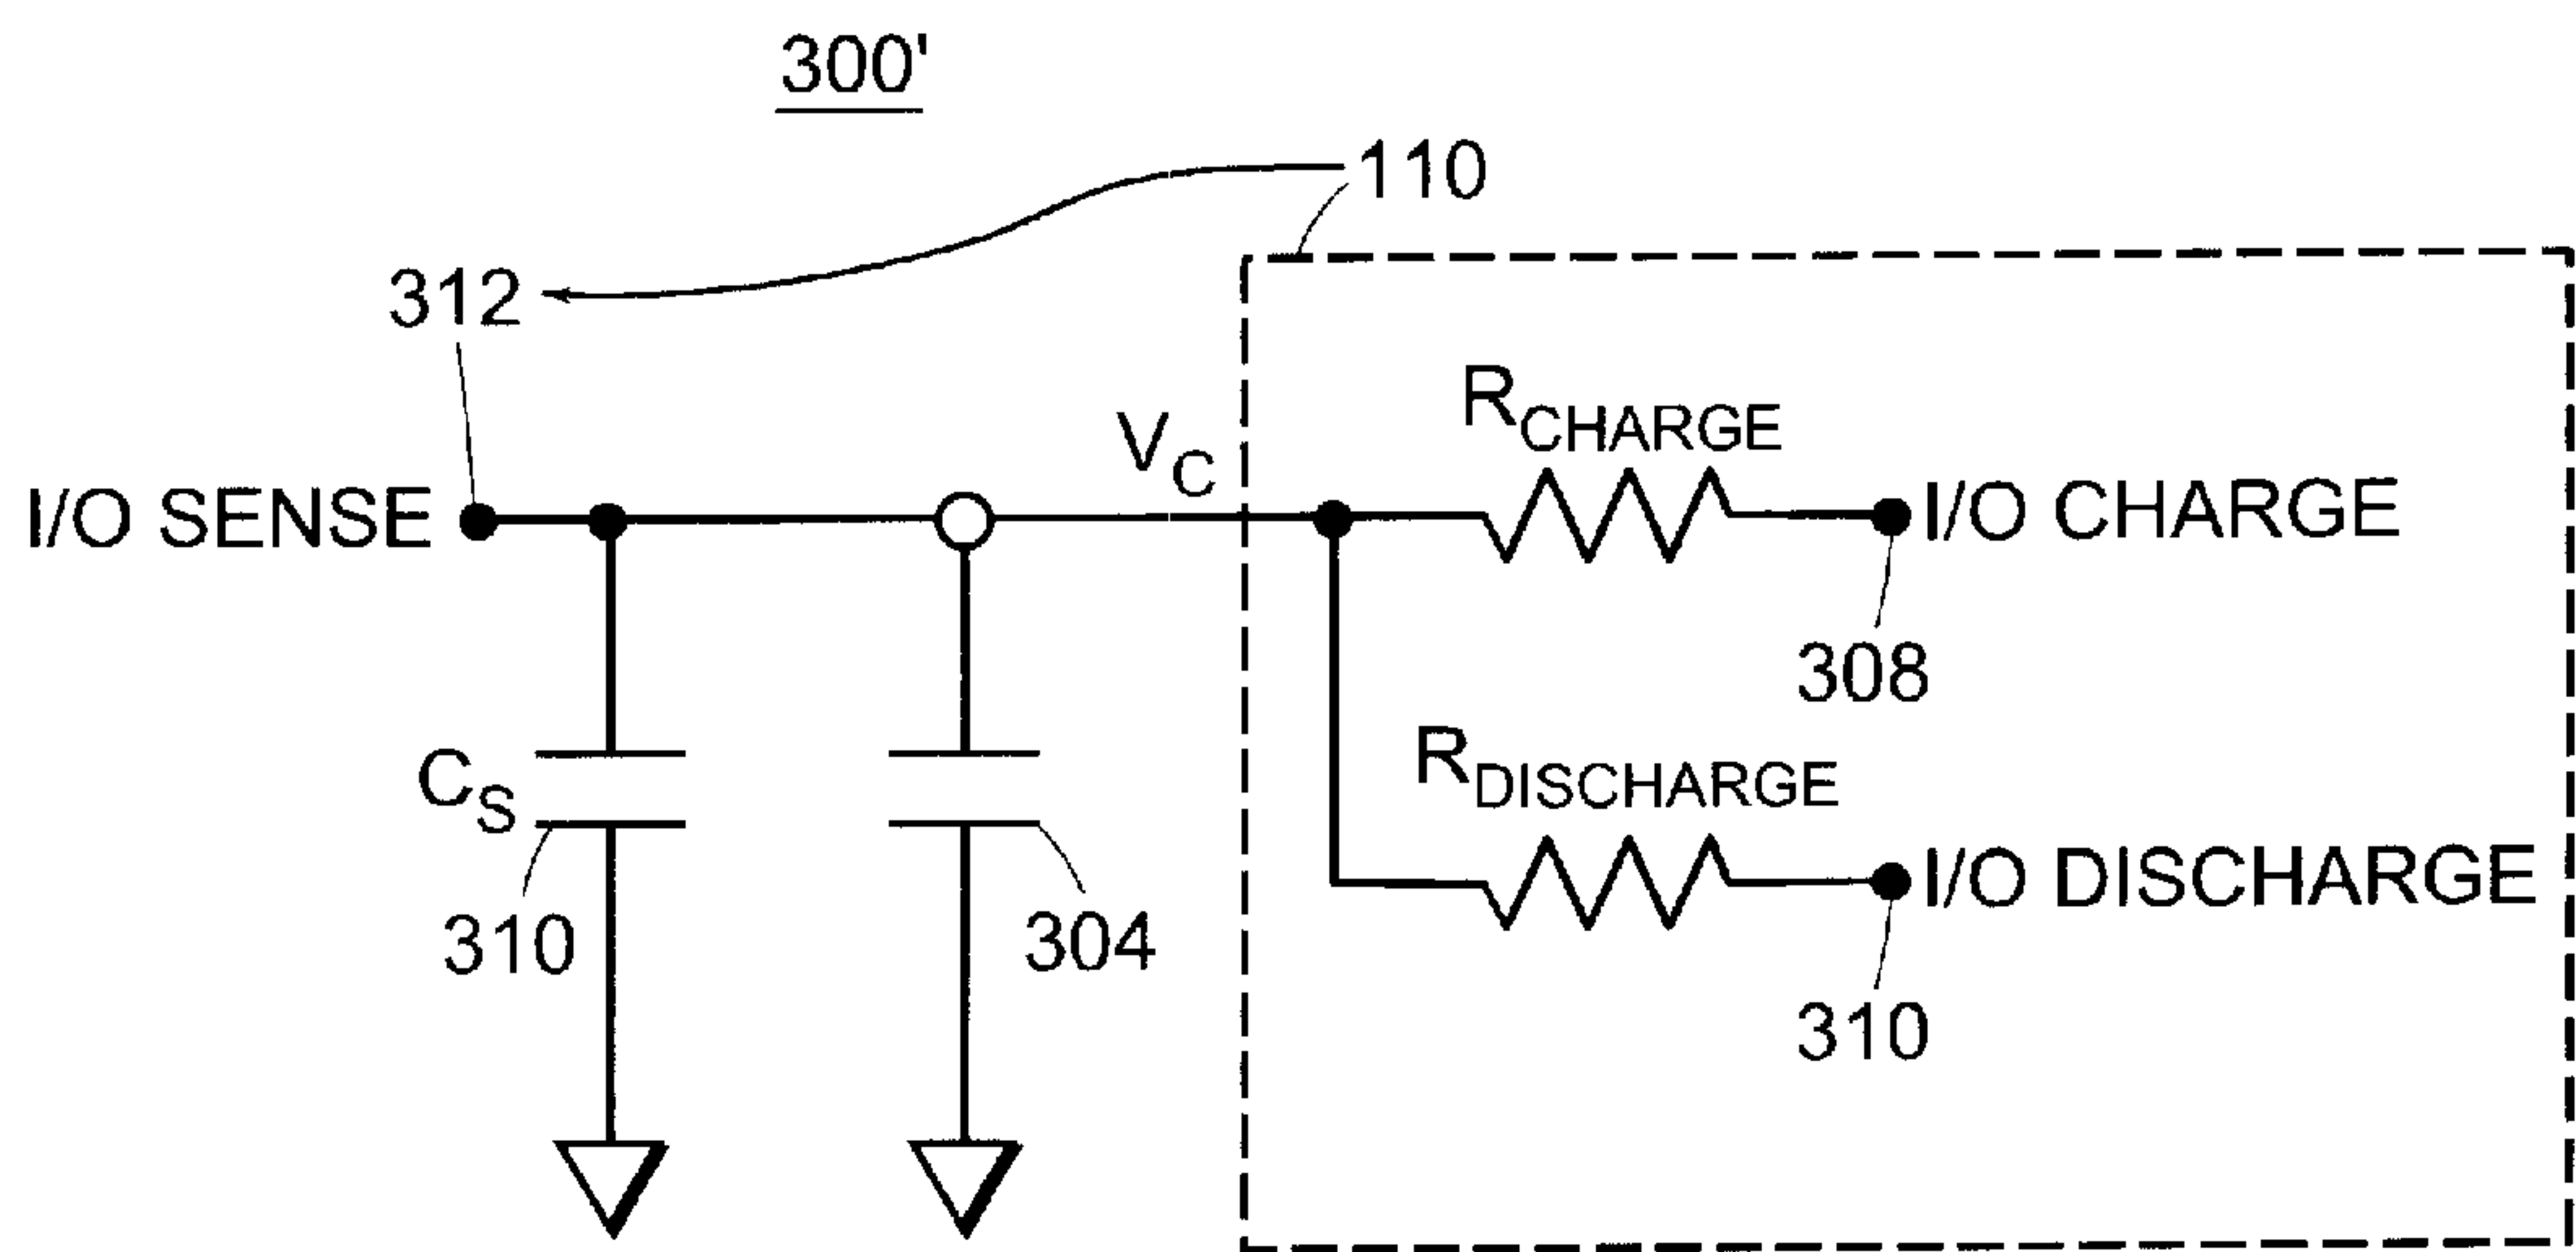 300'
110
312
R_CHARGE
V_C
I/O SENSE
I/O CHARGE
308
R_DISCHARGE
C_S
I/O DISCHARGE
310
304
310